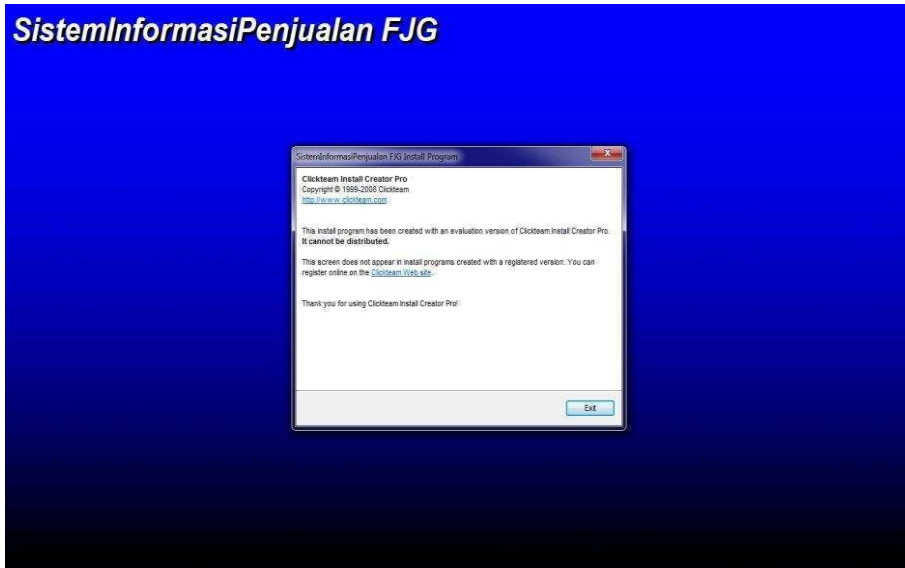 SistemInformasiPenjualan FJG
SistemInformasiPenjualan FJG Install Program
Clickteam Install Creator Pro
Copyright © 1999-2008 Clickteam
http://www.clickteam.com
This install program has been created with an evaluation version of Clickteam Install Creator Pro.
It cannot be distributed.
This screen does not appear in install programs created with a registered version. You can
register online on the Clickteam Web site.
Thank you for using Clickteam Install Creator Pro!
Exit